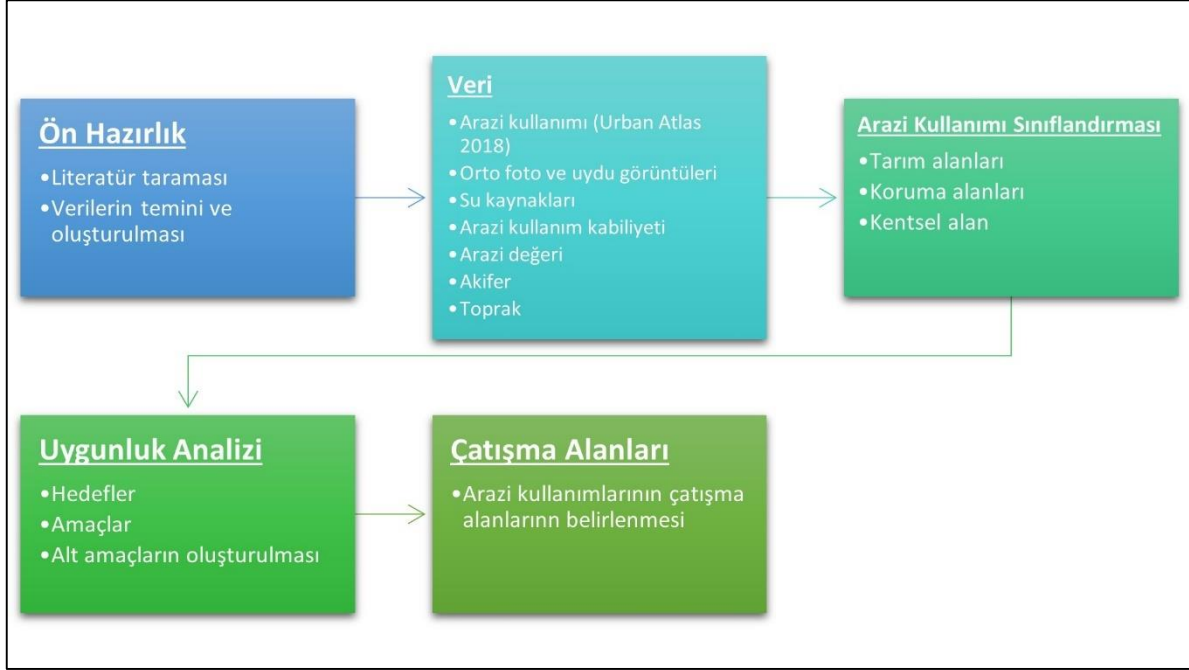 Ön Hazırlık
•Literatür taraması
•Verilerin temini ve
oluşturulması
Veri
•Arazi kullanımı (Urban Atlas
2018)
•Orto foto ve uydu görüntüleri
•Su kaynakları
•Arazi kullanım kabiliyeti
•Arazi değeri
•Akifer
•Toprak
Arazi Kullanımı Sınıflandırması
•Tarım alanları
•Koruma alanları
•Kentsel alan
Uygunluk Analizi
•Hedefler
•Amaçlar
•Alt amaçların oluşturulması
Çatışma Alanları
•Arazi kullanımlarının çatışma
alanlarınn belirlenmesi